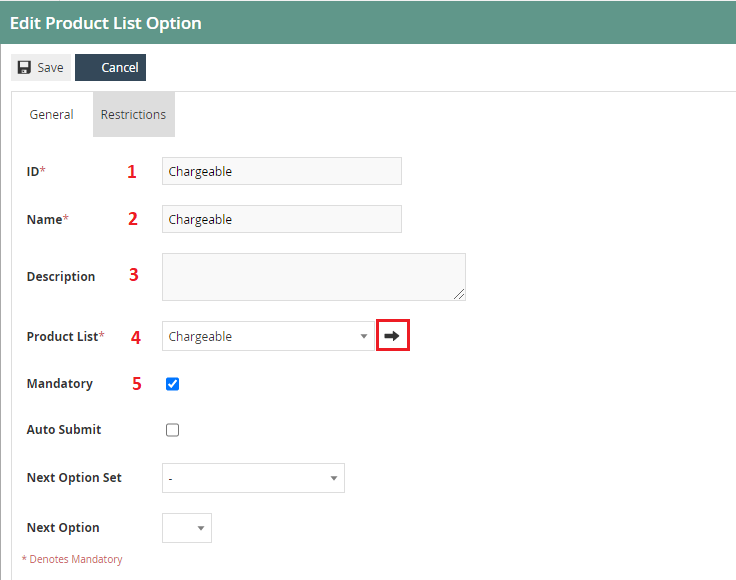 Edit Product List Option
Save Cancel
General Restrictions
ID* 1 Chargeable
Name* 2 Chargeable
Description 3
Product List* 4 Chargeable
Mandatory 5
Auto Submit
Next Option Set -
Next Option
* Denotes Mandatory